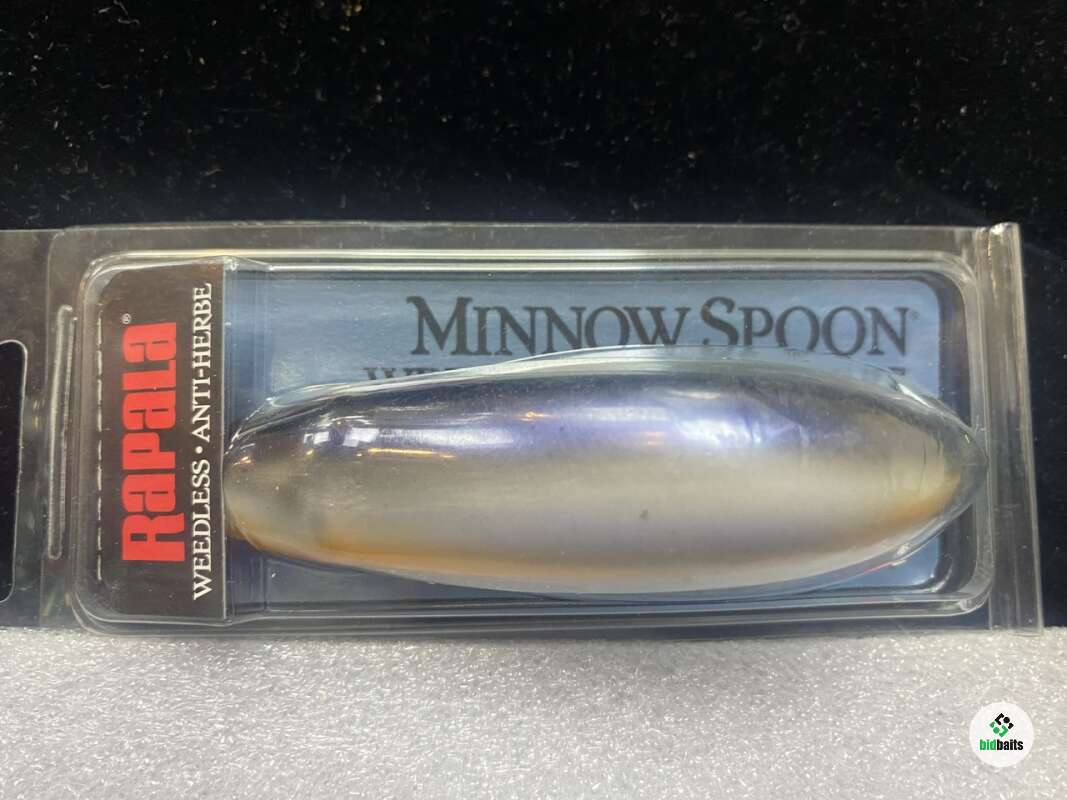 RAPALA®
WEEDLESS • ANTI-HERBE
MINNOW SPOON®
bidbaits